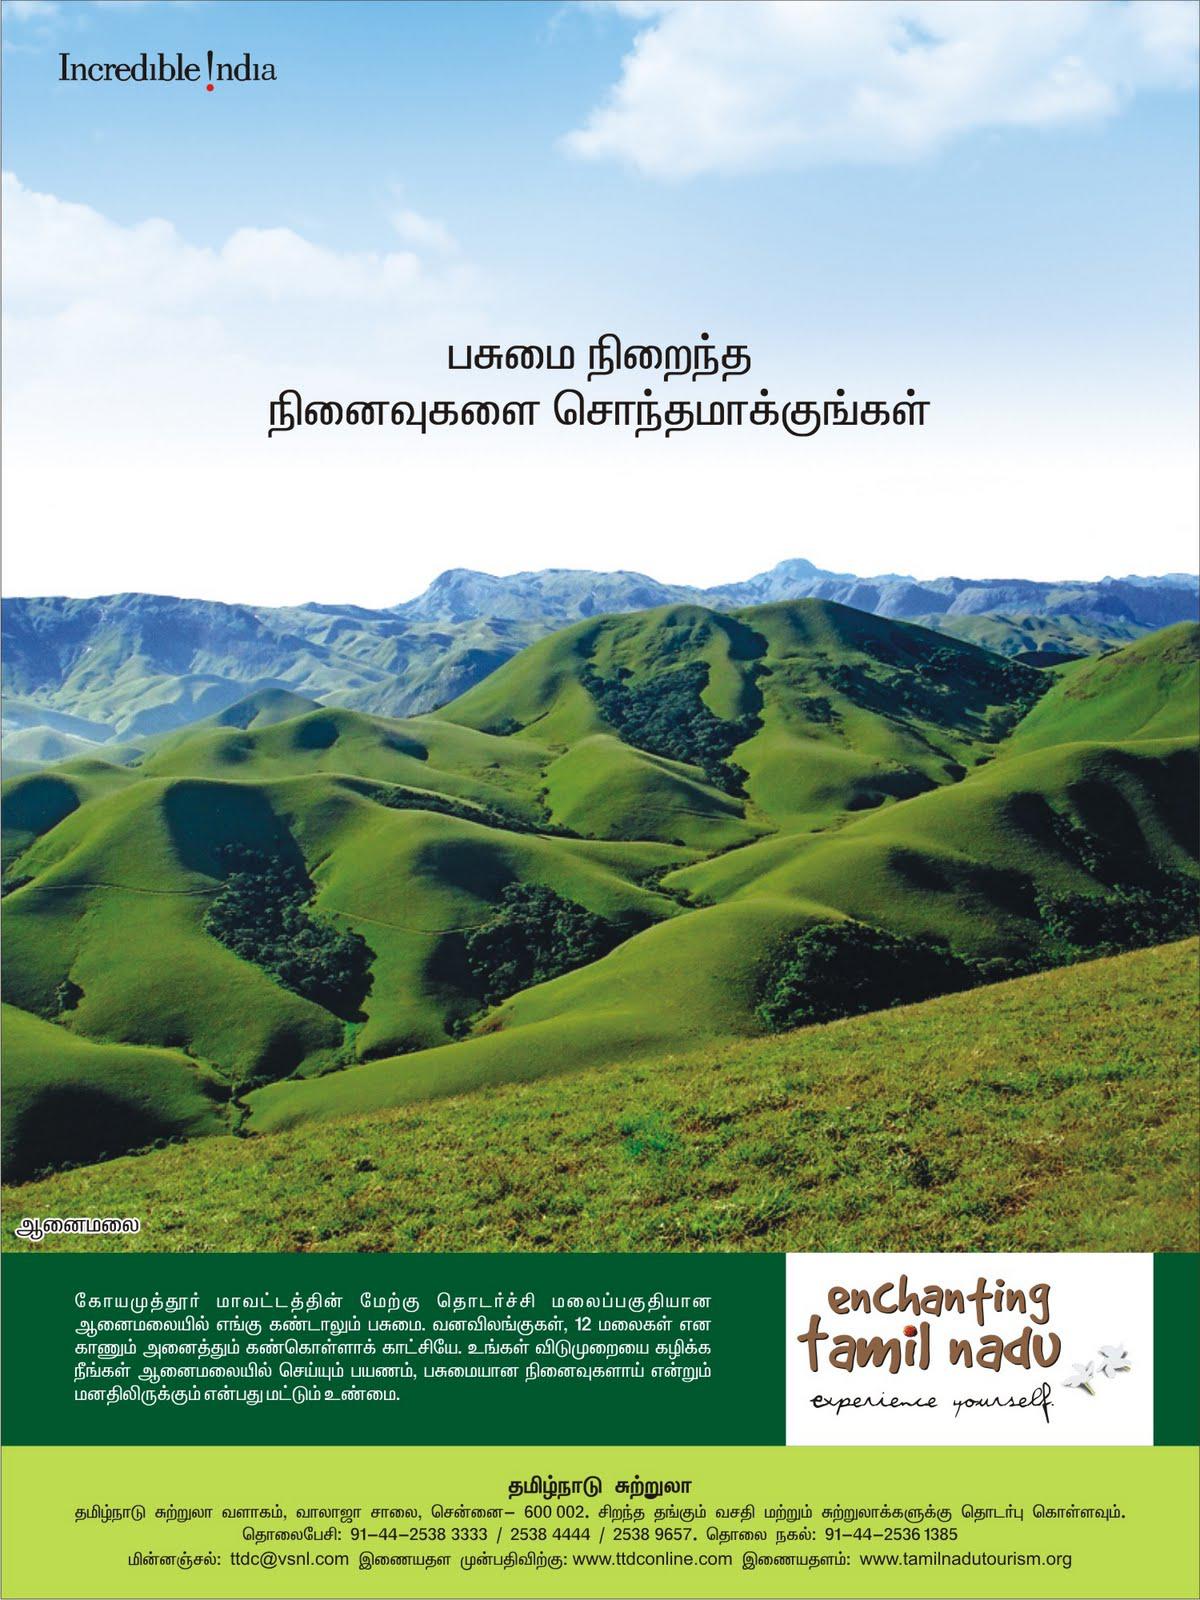 Incredible !ndia
பசுமை நிறைந்த
நினைவுகளை சொந்தமாக்குங்கள்
ஆனைமலை
கோயமுத்தூர் மாவட்டத்தின் மேற்கு தொடர்ச்சி மலைப்பகுதியான
ஆனைமலையில் எங்கு கண்டாலும் பசுமை. வனவிலங்குகள், 12 மலைகள் என
காணும் அனைத்தும் கண்கொள்ளாக் காட்சியே. உங்கள் விடுமுறையை கழிக்க
நீங்கள் ஆனைமலையில் செய்யும் பயணம், பசுமையான நினைவுகளாய் என்றும்
மனதிலிருக்கும் என்பது மட்டும் உண்மை.
enchanting
tamil nadu
experience yourself.
தமிழ்நாடு சுற்றுலா
தமிழ்நாடு சுற்றுலா வளாகம், வாலாஜா சாலை, சென்னை– 600 002. சிறந்த தங்கும் வசதி மற்றும் சுற்றுலாக்களுக்கு தொடர்பு கொள்ளவும்.
தொலைபேசி: 91–44–2538 3333 / 2538 4444 / 2538 9657. தொலை நகல்: 91–44–2536 1385
மின்னஞ்சல்: ttdc@vsnl.com இணையதள முன்பதிவிற்கு: www.ttdconline.com இணையதளம்: www.tamilnadutourism.org